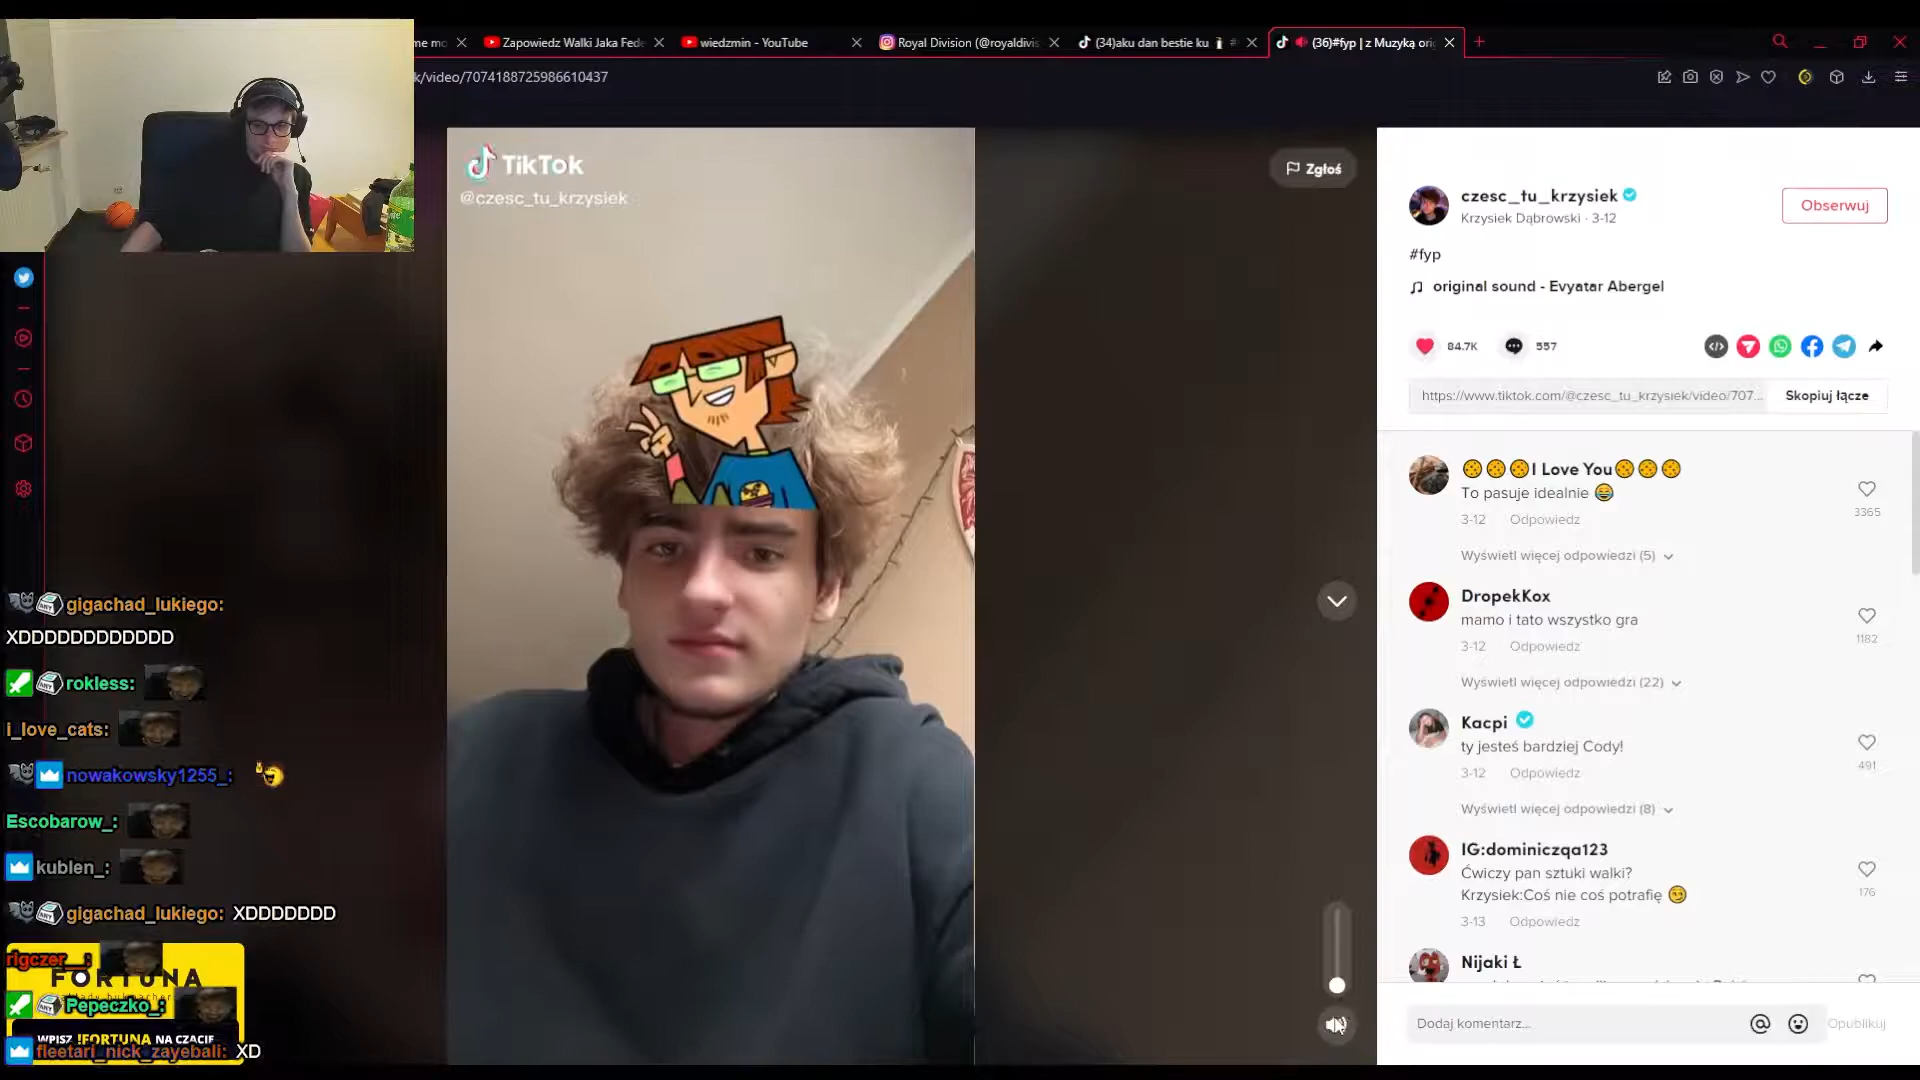 me mo
Zapowiedz Walki Jaka Fede
wiedzmin - YouTube
Royal Division (@royaldivis
(34)aku dan bestie ku
(36)#fyp | z Muzyką orig
k/video/7074188725986610437
TikTok
@czesc_tu_krzysiek
Zgłoś
czesc_tu_krzysiek
Krzysiek Dąbrowski · 3-12
Obserwuj
#fyp
original sound - Evyatar Abergel
84.7K
557
https://www.tiktok.com/@czesc_tu_krzysiek/video/707...
Skopiuj łącze
I Love You
To pasuje idealnie 😂
3-12 Odpowiedz
3365
Wyświetl więcej odpowiedzi (5)
DropekKox
mamo i tato wszystko gra
3-12 Odpowiedz
1182
Wyświetl więcej odpowiedzi (22)
Kacpi
ty jesteś bardziej Cody!
3-12 Odpowiedz
491
Wyświetl więcej odpowiedzi (8)
IG:dominiczqa123
Ćwiczy pan sztuki walki?
Krzysiek:Coś nie coś potrafię 😏
3-13 Odpowiedz
176
Nijaki Ł
Dodaj komentarz...
Opublikuj
gigachad_lukiego:
XDDDDDDDDDDDD
rokless:
i_love_cats:
nowakowsky1255_:
Escobarow_:
kublen_:
gigachad_lukiego: XDDDDDDD
rigczer__:
FORTUNA
Pepeczko_:
WPISZ !FORTUNA NA CZACIE
fleetari_nick_zayebali: XD